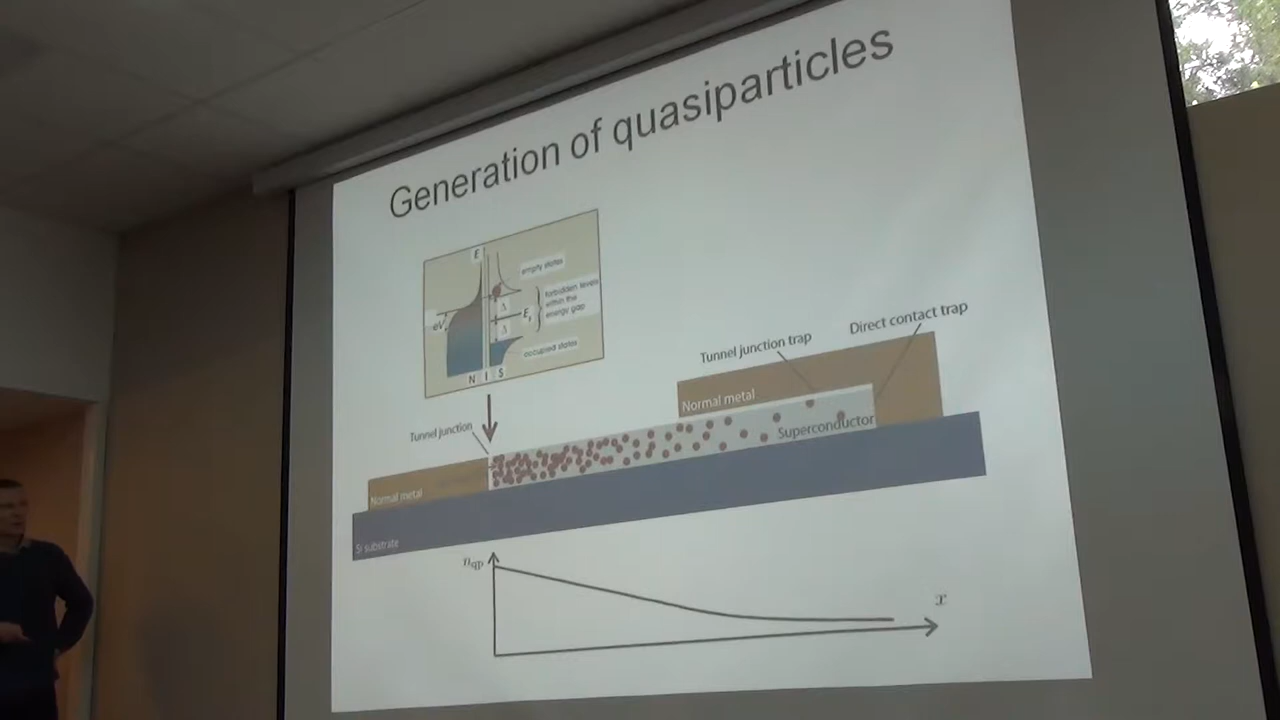 Generation of quasiparticles
E
empty states
eV
Δ
Δ
E
forbidden levels
within the
energy gap
occupied states
N I S
Tunnel junction
Tunnel junction trap
Direct contact trap
Normal metal
Superconductor
Normal metal
Si substrate
nqp
x